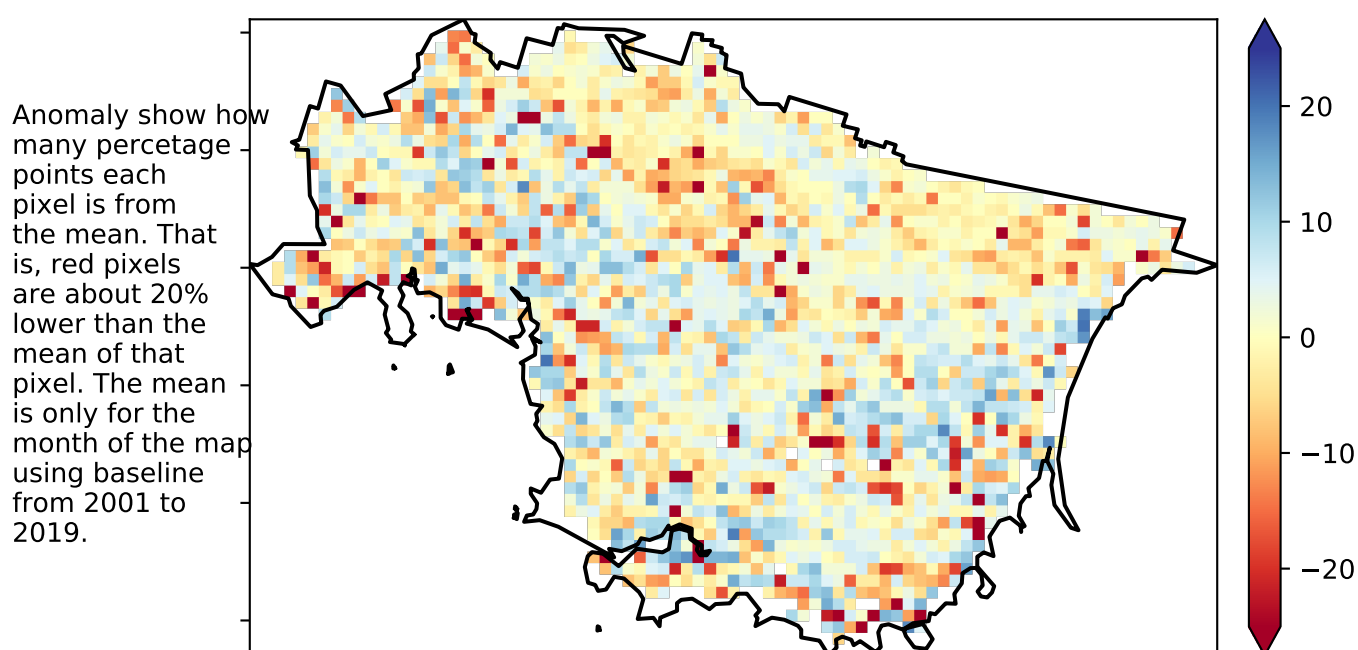 Anomaly show how
many percetage
points each
pixel is from
the mean. That
is, red pixels
are about 20%
lower than the
mean of that
pixel. The mean
is only for the
month of the map
using baseline
from 2001 to
2019.
20
10
0
−10
−20